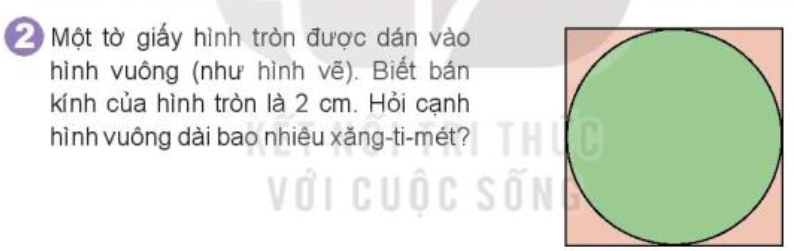 2 Một tờ giấy hình tròn được dán vào
hình vuông (như hình vẽ). Biết bán
kính của hình tròn là 2 cm. Hỏi cạnh
hình vuông dài bao nhiêu xăng-ti-mét?
KẾT NỐI TRI THỨC
VỚI CUỘC SỐNG